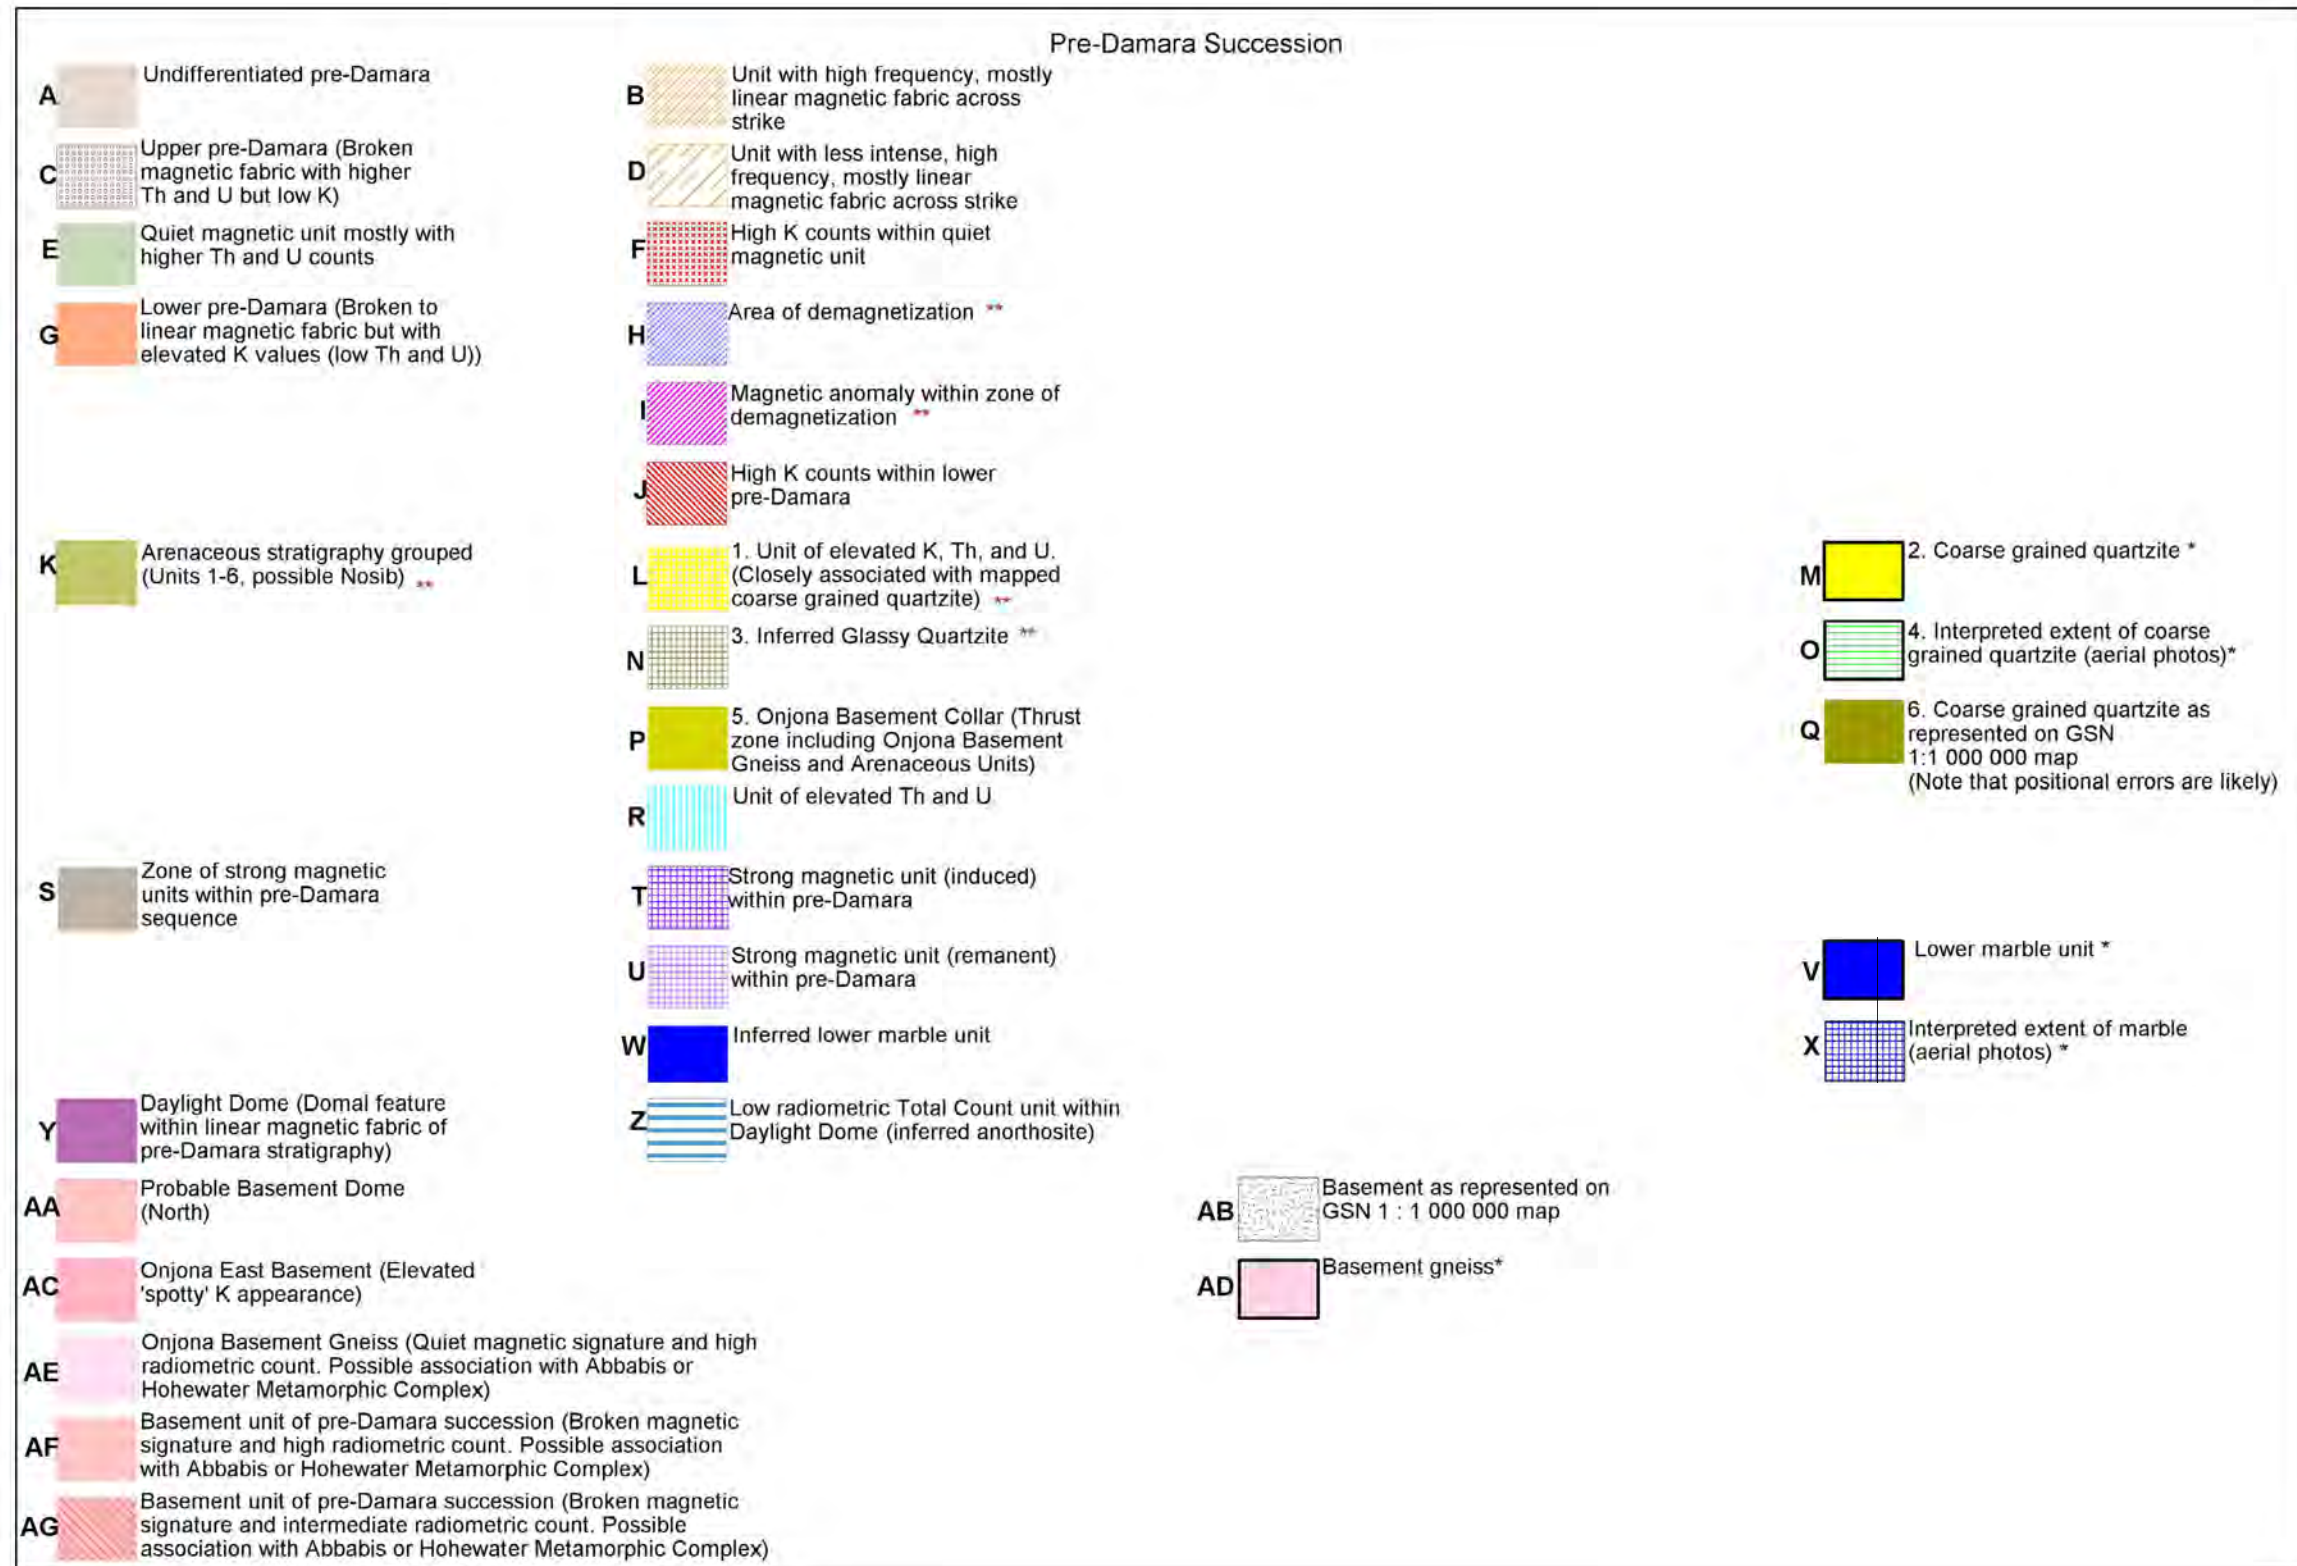 Pre-Damara Succession
A
Undifferentiated pre-Damara
B
Unit with high frequency, mostly
linear magnetic fabric across
strike
C
Upper pre-Damara (Broken
magnetic fabric with higher
Th and U but low K)
D
Unit with less intense, high
frequency, mostly linear
magnetic fabric across strike
E
Quiet magnetic unit mostly with
higher Th and U counts
F
High K counts within quiet
magnetic unit
G
Lower pre-Damara (Broken to
linear magnetic fabric but with
elevated K values (low Th and U))
H
Area of demagnetization **
I
Magnetic anomaly within zone of
demagnetization **
J
High K counts within lower
pre-Damara
K
Arenaceous stratigraphy grouped
(Units 1-6, possible Nosib) **
L
1. Unit of elevated K, Th, and U.
(Closely associated with mapped
coarse grained quartzite) **
M
2. Coarse grained quartzite *
N
3. Inferred Glassy Quartzite **
O
4. Interpreted extent of coarse
grained quartzite (aerial photos)*
P
5. Onjona Basement Collar (Thrust
zone including Onjona Basement
Gneiss and Arenaceous Units)
Q
6. Coarse grained quartzite as
represented on GSN
1:1 000 000 map
(Note that positional errors are likely)
R
Unit of elevated Th and U
S
Zone of strong magnetic
units within pre-Damara
sequence
T
Strong magnetic unit (induced)
within pre-Damara
U
Strong magnetic unit (remanent)
within pre-Damara
V
Lower marble unit *
W
Inferred lower marble unit
X
Interpreted extent of marble
(aerial photos) *
Y
Daylight Dome (Domal feature
within linear magnetic fabric of
pre-Damara stratigraphy)
Z
Low radiometric Total Count unit within
Daylight Dome (inferred anorthosite)
AA
Probable Basement Dome
(North)
AB
Basement as represented on
GSN 1 : 1 000 000 map
AC
Onjona East Basement (Elevated
'spotty' K appearance)
AD
Basement gneiss*
AE
Onjona Basement Gneiss (Quiet magnetic signature and high
radiometric count. Possible association with Abbabis or
Hohewater Metamorphic Complex)
AF
Basement unit of pre-Damara succession (Broken magnetic
signature and high radiometric count. Possible association
with Abbabis or Hohewater Metamorphic Complex)
AG
Basement unit of pre-Damara succession (Broken magnetic
signature and intermediate radiometric count. Possible
association with Abbabis or Hohewater Metamorphic Complex)